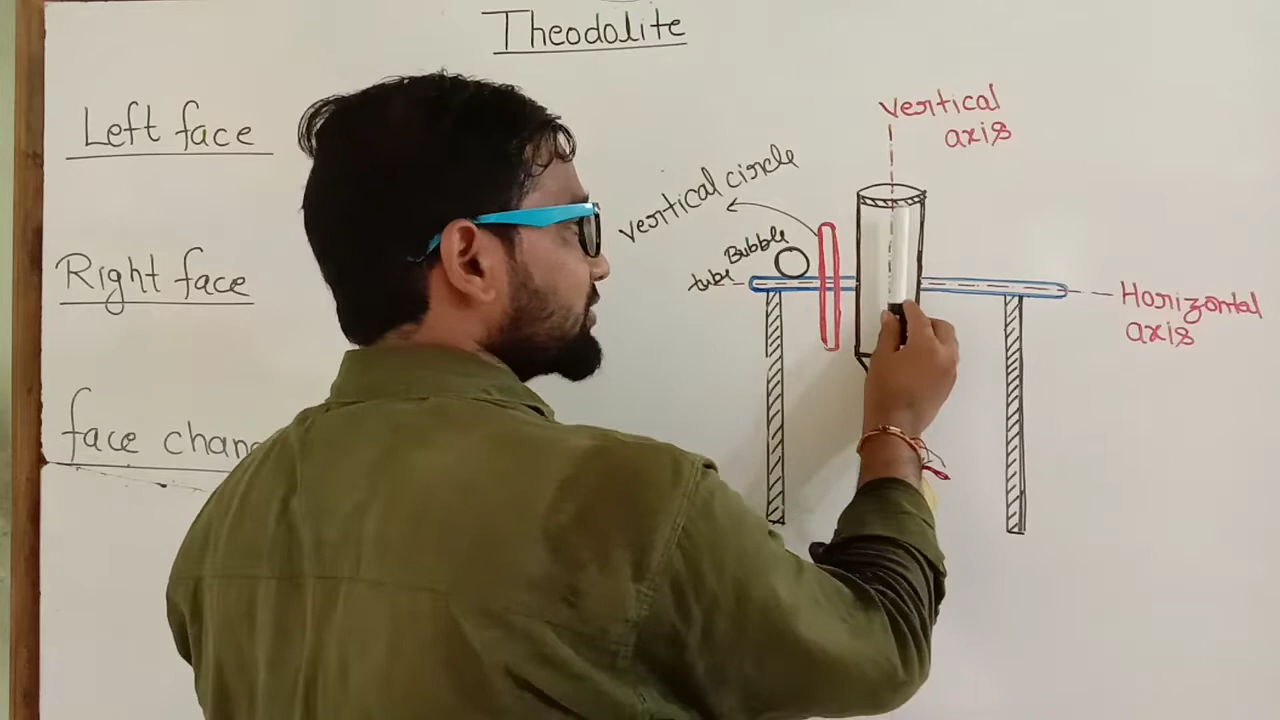 Theodolite
Left face
Right face
face chan
vertical
axis
vertical circle
Bubble
tube
Horizontal
axis